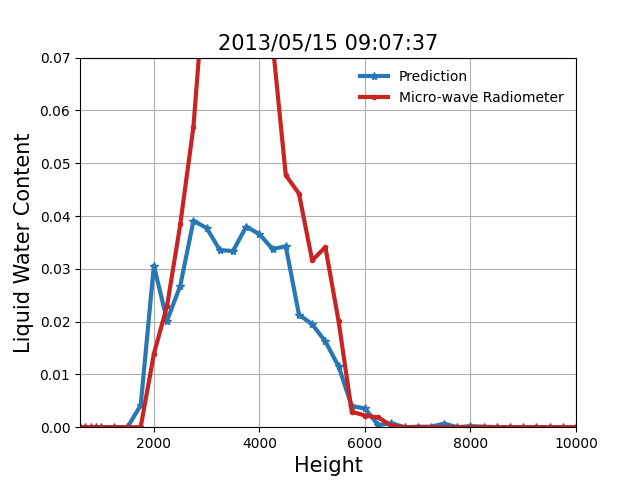 2013/05/15 09:07:37
0.07
0.06
0.05
0.04
0.03
0.02
0.01
0.00
Liquid Water Content
Prediction
Micro-wave Radiometer
2000 4000 6000 8000 10000
Height